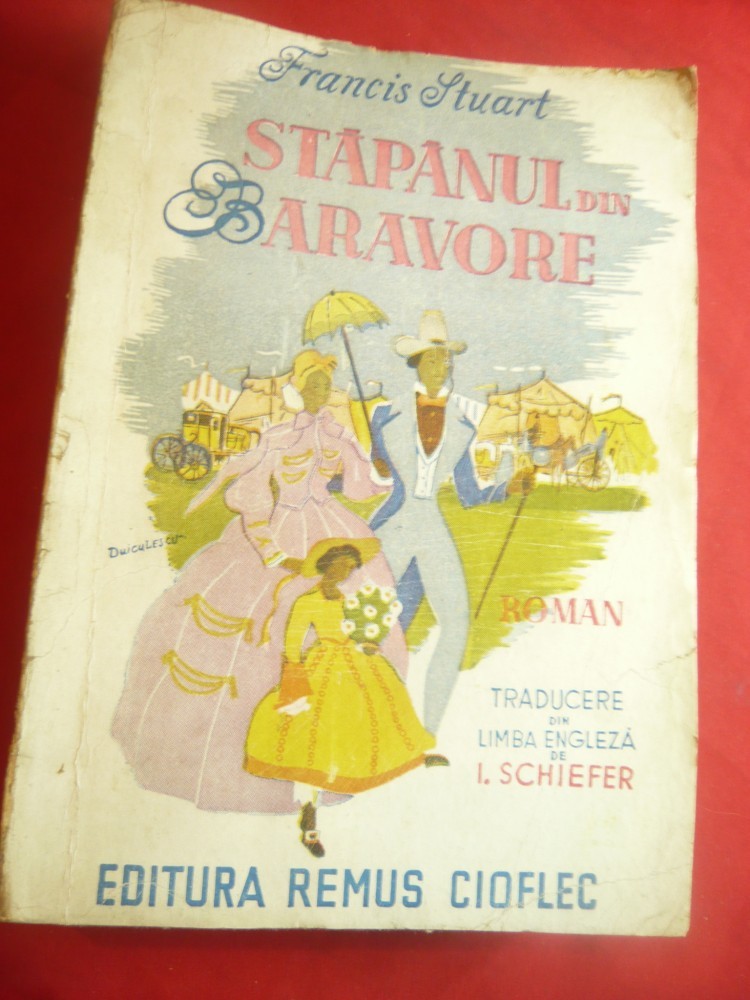 Francis Stuart
STĂPÂNUL DIN
BARAVORE
DUICULESCU
ROMAN
TRADUCERE
DIN
LIMBA ENGLEZĂ
DE
I. SCHIEFER
EDITURA REMUS CIOFLEC